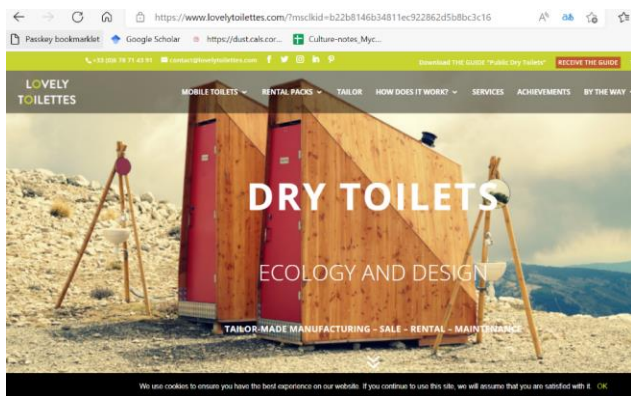 https://www.lovelytoilettes.com/?msclkid=b22b8146b34811ec922862d5b8bc3c16
Passkey bookmarklet Google Scholar https://dust.cals.cor... Culture-notes_Myc...
contact@lovelytoilettes.com Download THE GUIDE "Public Dry Toilets" RECEIVE THE GUIDE
LOVELY
TOILETTES
MOBILE TOILETS RENTAL PACKS TAILOR HOW DOES IT WORK? SERVICES ACHIEVEMENTS BY THE WAY
DRY TOILETS
ECOLOGY AND DESIGN
TAILOR-MADE MANUFACTURING – SALE – RENTAL – MAINTENANCE
We use cookies to ensure you have the best experience on our website. If you continue to use this site, we will assume that you are satisfied with it. OK